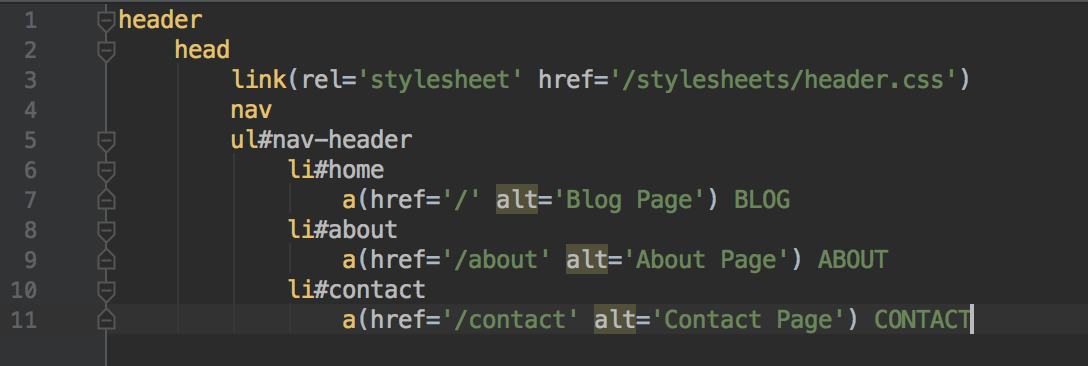 1 header
2 head
3 link(rel='stylesheet' href='/stylesheets/header.css')
4 nav
5 ul#nav-header
6 li#home
7 a(href='/' alt='Blog Page') BLOG
8 li#about
9 a(href='/about' alt='About Page') ABOUT
10 li#contact
11 a(href='/contact' alt='Contact Page') CONTACT